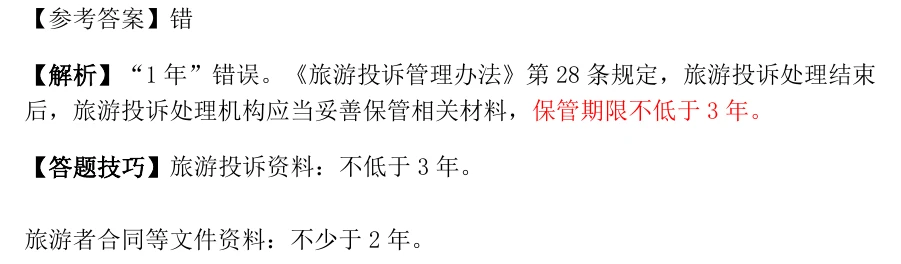 【参考答案】错
【解析】“1 年”错误。《旅游投诉管理办法》第 28 条规定，旅游投诉处理结束
后，旅游投诉处理机构应当妥善保管相关材料，保管期限不低于 3 年。
【答题技巧】旅游投诉资料：不低于 3 年。
旅游者合同等文件资料：不少于 2 年。